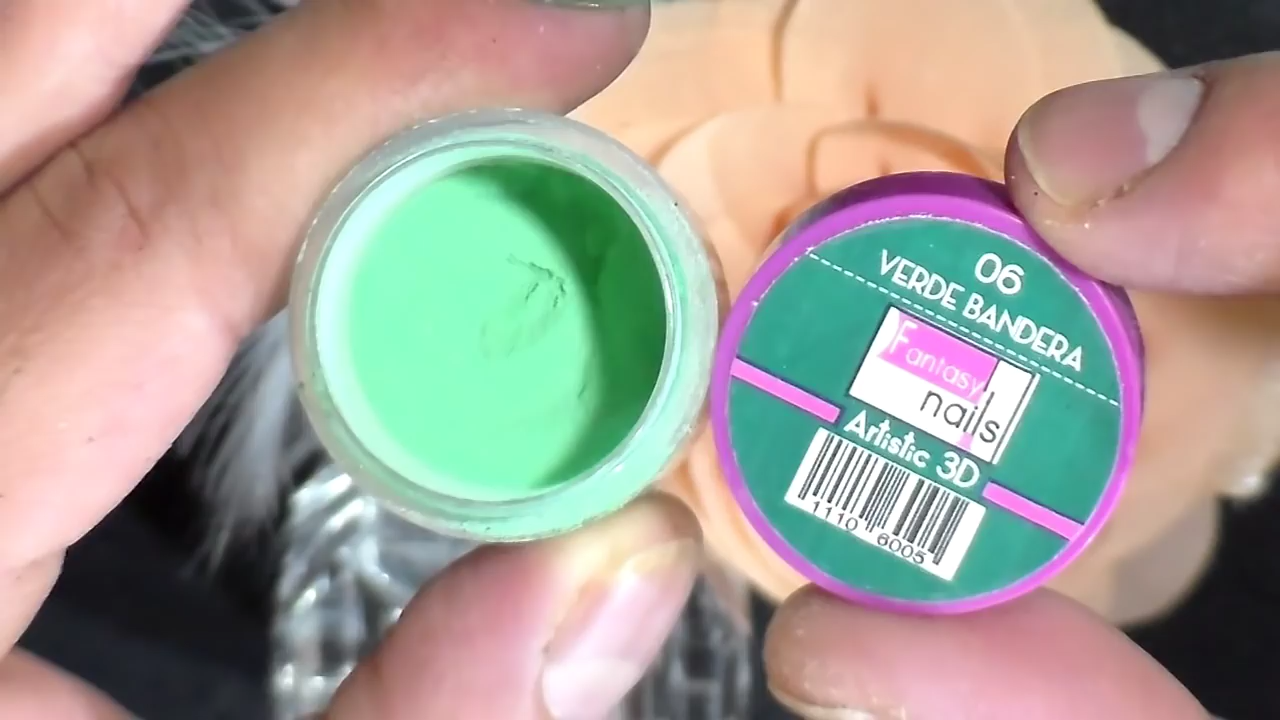 06
VERDE BANDERA
Fantasy
nails
Artistic 3D
1110 6005